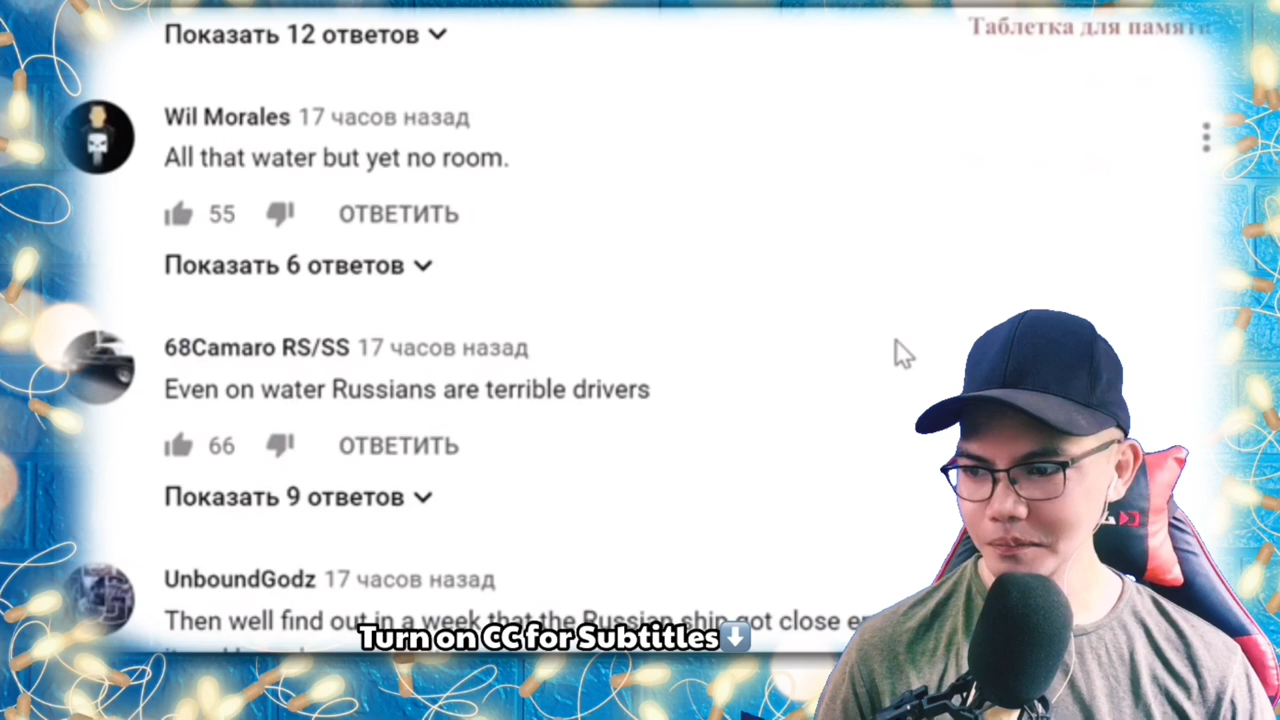 Показать 12 ответов
Таблетка для памяти
Wil Morales 17 часов назад
All that water but yet no room.
55 ОТВЕТИТЬ
Показать 6 ответов
68Camaro RS/SS 17 часов назад
Even on water Russians are terrible drivers
66 ОТВЕТИТЬ
Показать 9 ответов
UnboundGodz 17 часов назад
Then well find out in a week that the Russian ship got close
Turn on CC for Subtitles